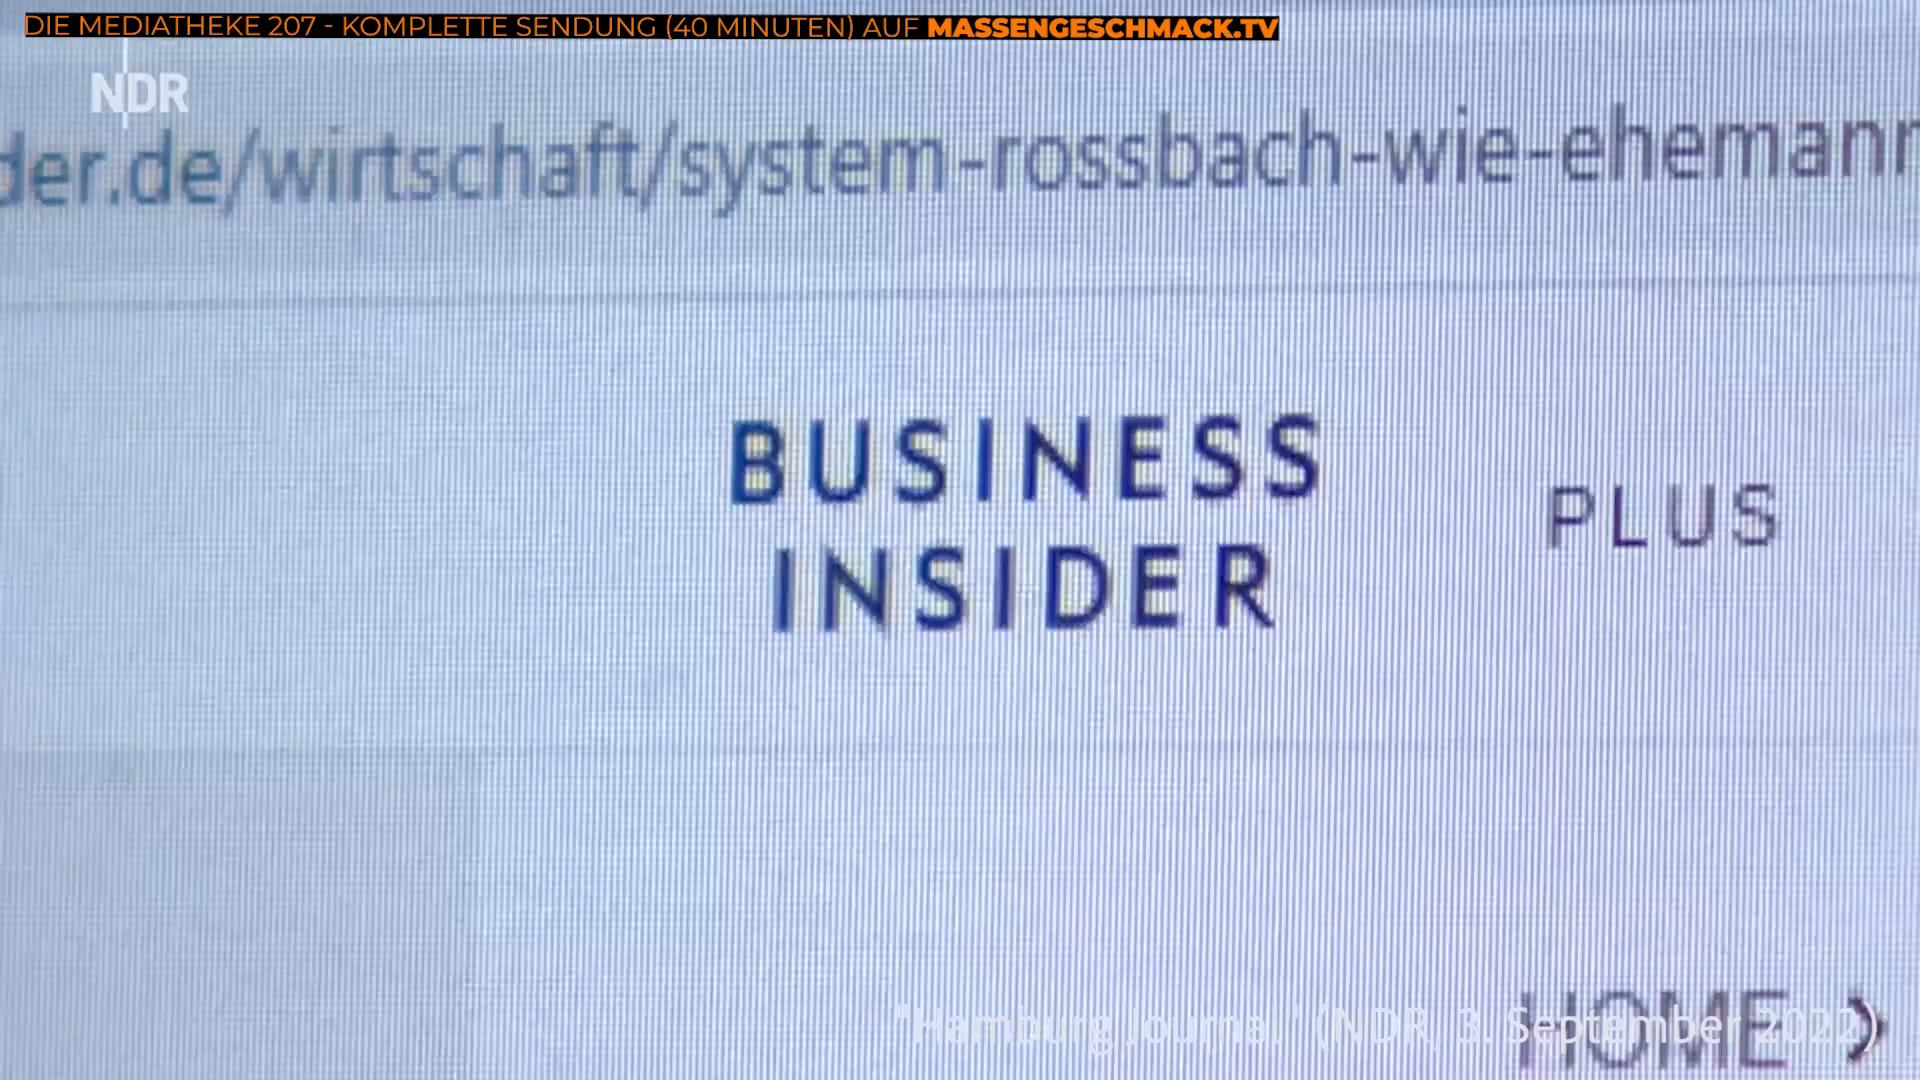 DIE MEDIATHEKE 207 - KOMPLETTE SENDUNG (40 MINUTEN) AUF MASSENGESCHMACK.TV
NDR
der.de/wirtschaft/system-rossbach-wie-ehemann
BUSINESS
INSIDER
PLUS
HOME >
"Hamburg Journal" (NDR, 3. September 2022)